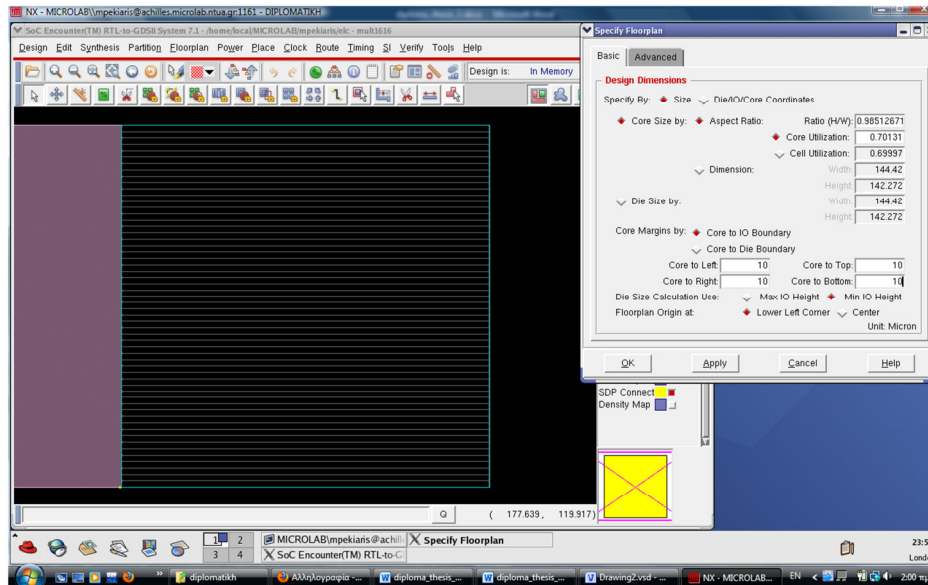 NX - MICROLAB\\mpekiaris@achilles.microlab.ntua.gr:1161 - DIPLOMATIKH
SoC Encounter(TM) RTL-to-GDSII System 7.1 - /home/local/MICROLAB/mpekiaris/elc - mult1616
Design Edit Synthesis Partition Floorplan Power Place Clock Route Timing SI Verify Tools Help
Design is: In Memory
Specify Floorplan
Basic Advanced
Design Dimensions
Specify By: Size Die/IO/Core Coordinates
Core Size by: Aspect Ratio: Ratio (H/W): 0.98512671
Core Utilization: 0.70131
Cell Utilization: 0.69997
Dimension: Width: 144.42
Height: 142.272
Die Size by: Width: 144.42
Height: 142.272
Core Margins by: Core to IO Boundary
Core to Die Boundary
Core to Left: 10 Core to Top: 10
Core to Right: 10 Core to Bottom: 10
Die Size Calculation Use: Max IO Height Min IO Height
Floorplan Origin at: Lower Left Corner Center
Unit: Micron
OK Apply Cancel Help
SDP Connect
Density Map
Q ( 177.639, 119.917)
1 2
3 4
MICROLAB\mpekiaris@achill
SoC Encounter(TM) RTL-to-G
Specify Floorplan
23:5
Lond
diplomatikh
Αλληλογραφία -...
diploma_thesis_...
diploma_thesis_...
Drawing2.vsd -...
NX - MICROLAB...
EN
2:00 πμ